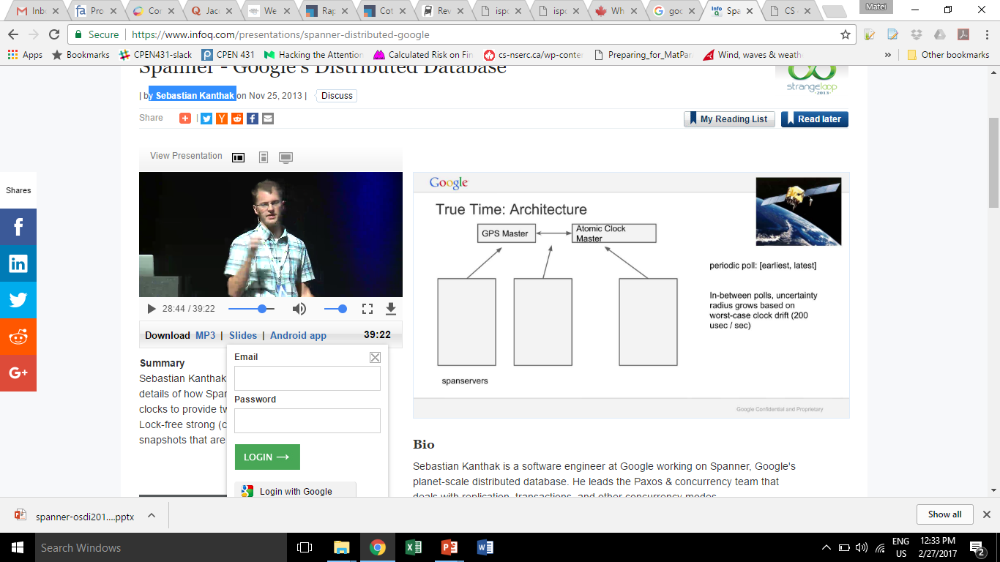 Inb
Pro
Cor
Jac
We
Rap
Cot
Rev
ispc
ispc
Wh
goo
Spa
CS -
Matei
Secure
https://www.infoq.com/presentations/spanner-distributed-google
Apps
Bookmarks
CPEN431-slack
CPEN 431
Hacking the Attention
Calculated Risk on Fin
cs-nserc.ca/wp-conte
Preparing_for_MatPar
Wind, waves & weath
»
Other bookmarks
Spanner - Google's Distributed Database
| by Sebastian Kanthak on Nov 25, 2013 | Discuss
strangeloop
2013
Share
My Reading List
Read later
View Presentation
Shares
28:44 / 39:22
Download MP3 | Slides | Android app
39:22
Google
True Time: Architecture
GPS Master
Atomic Clock
Master
periodic poll: [earliest, latest]
In-between polls, uncertainty
radius grows based on
worst-case clock drift (200
usec / sec)
spanservers
Google Confidential and Proprietary
Summary
Sebastian Kanthak
details of how Span
clocks to provide tw
Lock-free strong (c
snapshots that are
Email
Password
LOGIN →
Login with Google
Bio
Sebastian Kanthak is a software engineer at Google working on Spanner, Google's
planet-scale distributed database. He leads the Paxos & concurrency team that
deals with replication, transactions, and other concurrency modes.
spanner-osdi201....pptx
Show all
Search Windows
ENG
US
12:33 PM
2/27/2017
2